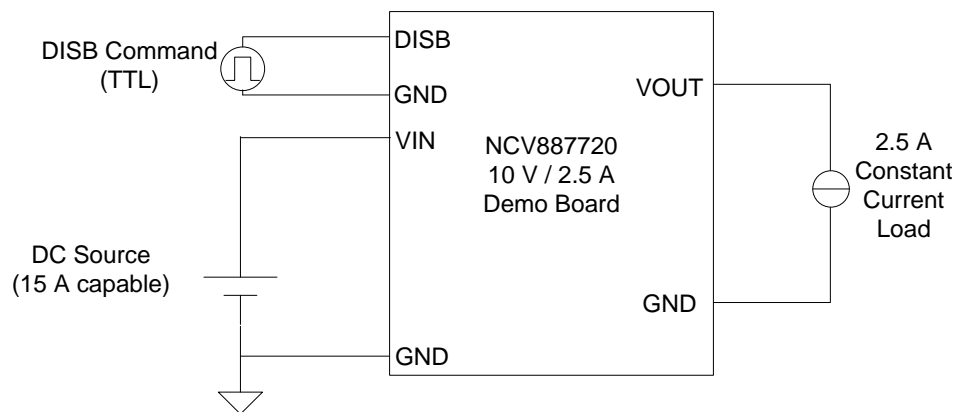 DISB Command
(TTL)
DISB
GND
VIN
VOUT
NCV887720
10 V / 2.5 A
Demo Board
2.5 A
Constant
Current
Load
DC Source
(15 A capable)
GND
GND